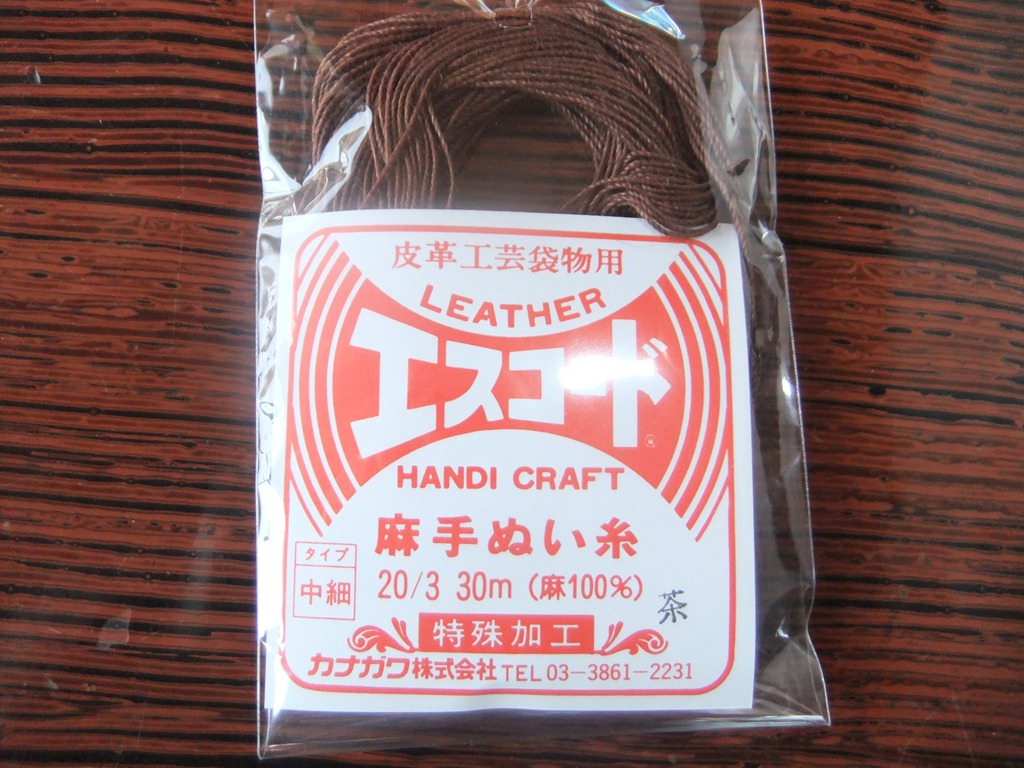 皮革工芸袋物用
LEATHER
エスコード
HANDI CRAFT
麻手ぬい糸
タイプ
中細
20/3 30m (麻100%)
茶
特殊加工
カナガワ株式会社 TEL 03-3861-2231